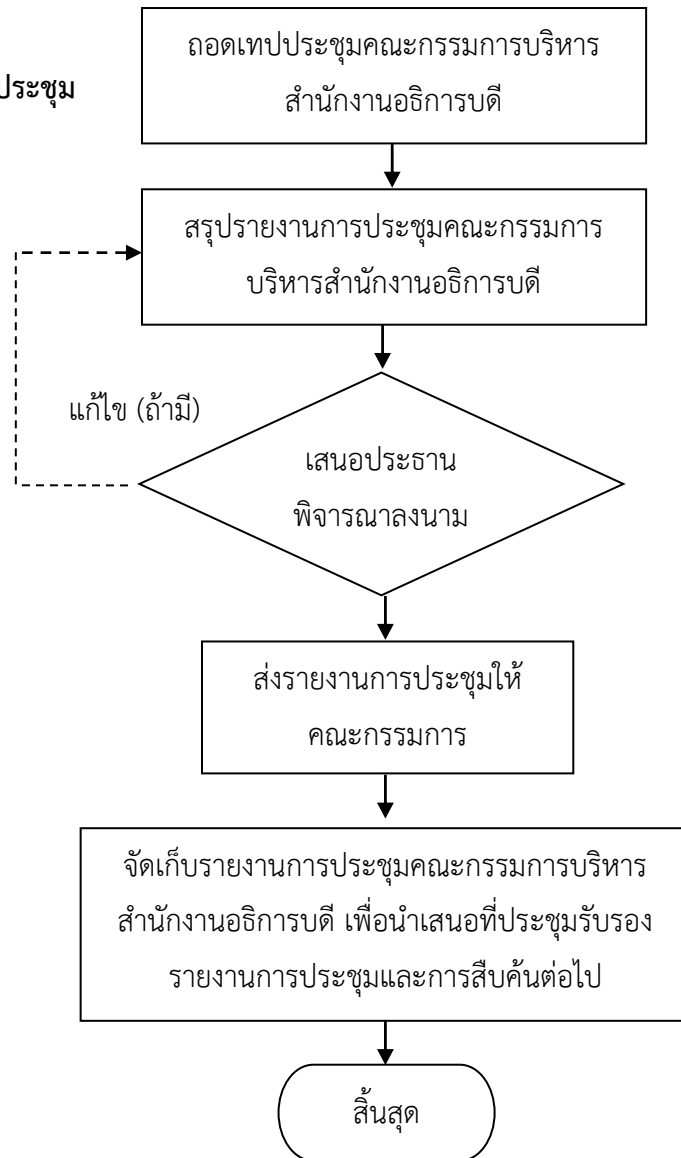 ถอดเทปประชุมคณะกรรมการบริหาร
สำนักงานอธิการบดี
ประชุม
สรุปรายงานการประชุมคณะกรรมการ
บริหารสำนักงานอธิการบดี
แก้ไข (ถ้ามี)
เสนอประธาน
พิจารณาลงนาม
ส่งรายงานการประชุมให้
คณะกรรมการ
จัดเก็บรายงานการประชุมคณะกรรมการบริหาร
สำนักงานอธิการบดี เพื่อนำเสนอที่ประชุมรับรอง
รายงานการประชุมและการสืบค้นต่อไป
สิ้นสุด